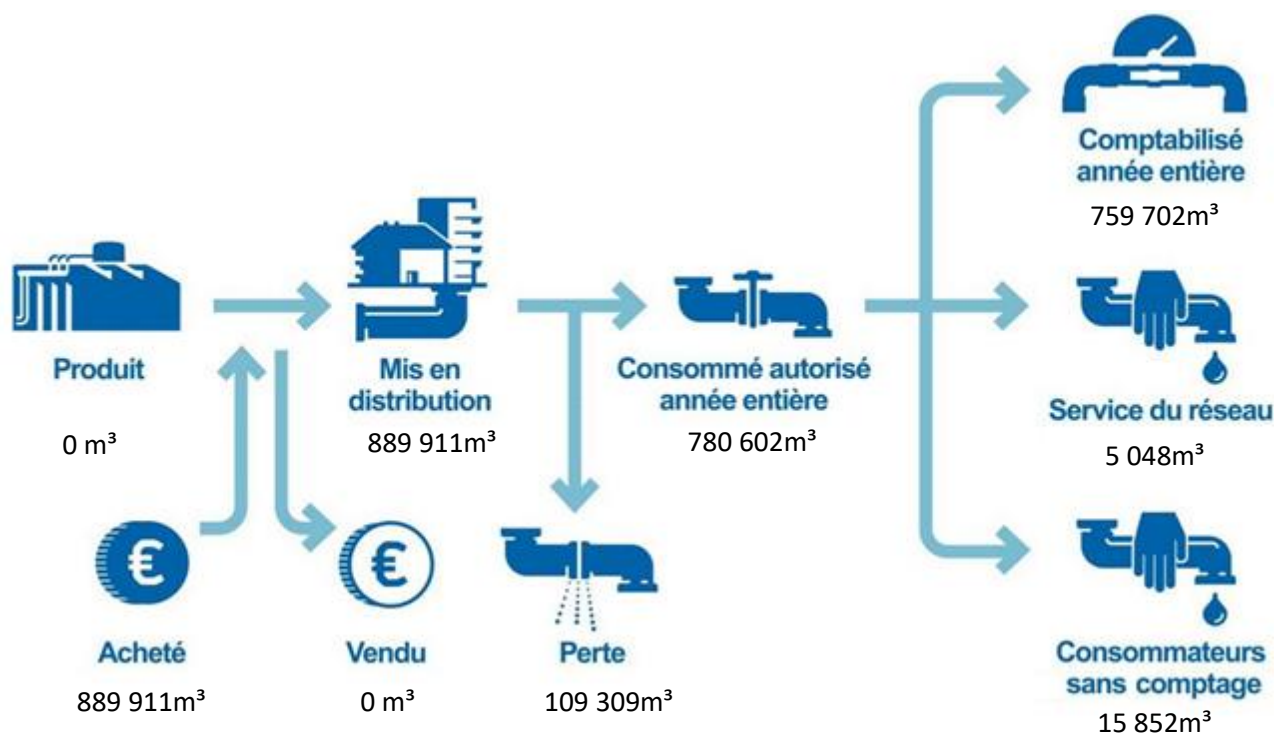 Comptabilisé
année entière
759 702m³
Produit
0 m³
Mis en
distribution
889 911m³
Consommé autorisé
année entière
780 602m³
Service du réseau
5 048m³
€
Acheté
889 911m³
€
Vendu
0 m³
Perte
109 309m³
Consommateurs
sans comptage
15 852m³